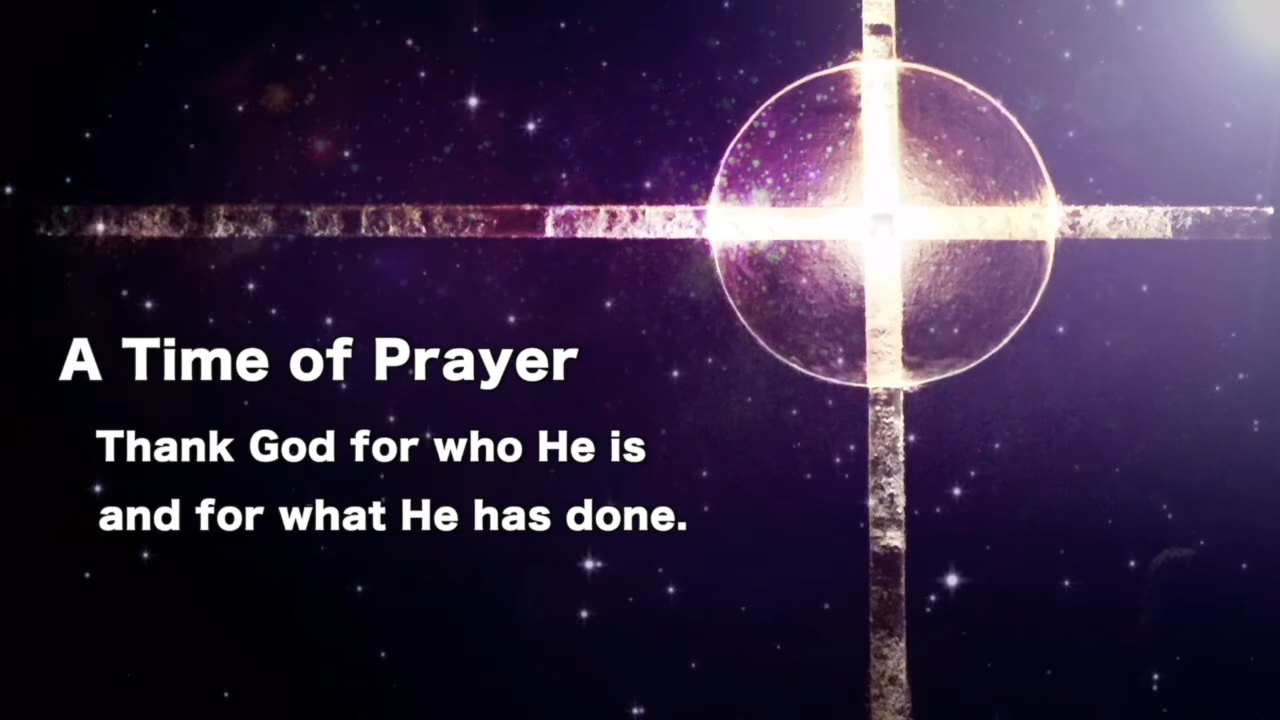 A Time of Prayer
Thank God for who He is
and for what He has done.